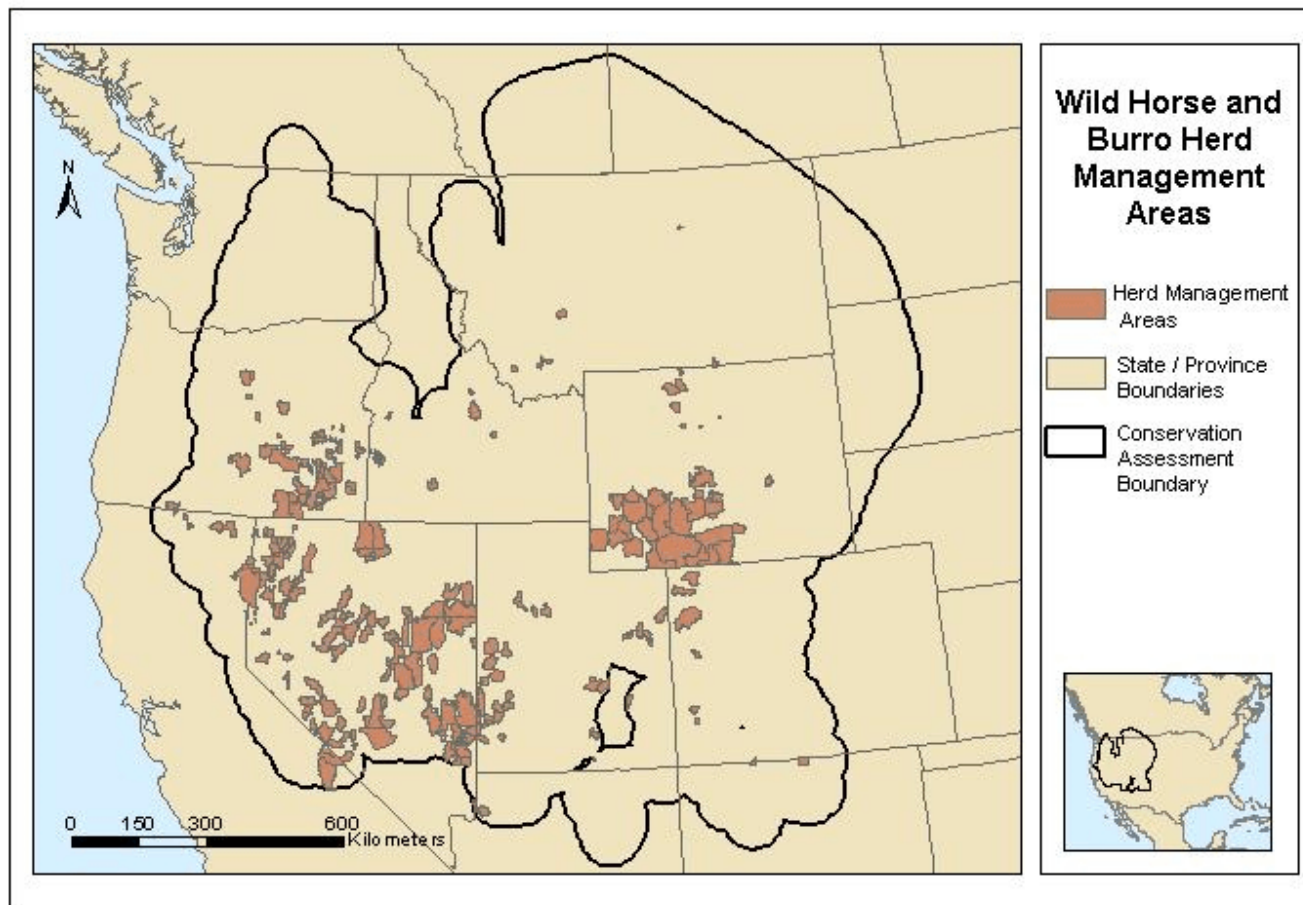 Wild Horse and
Burro Herd
Management
Areas
Herd Management
Areas
State / Province
Boundaries
Conservation
Assessment
Boundary
N
0 150 300 600
Kilometers